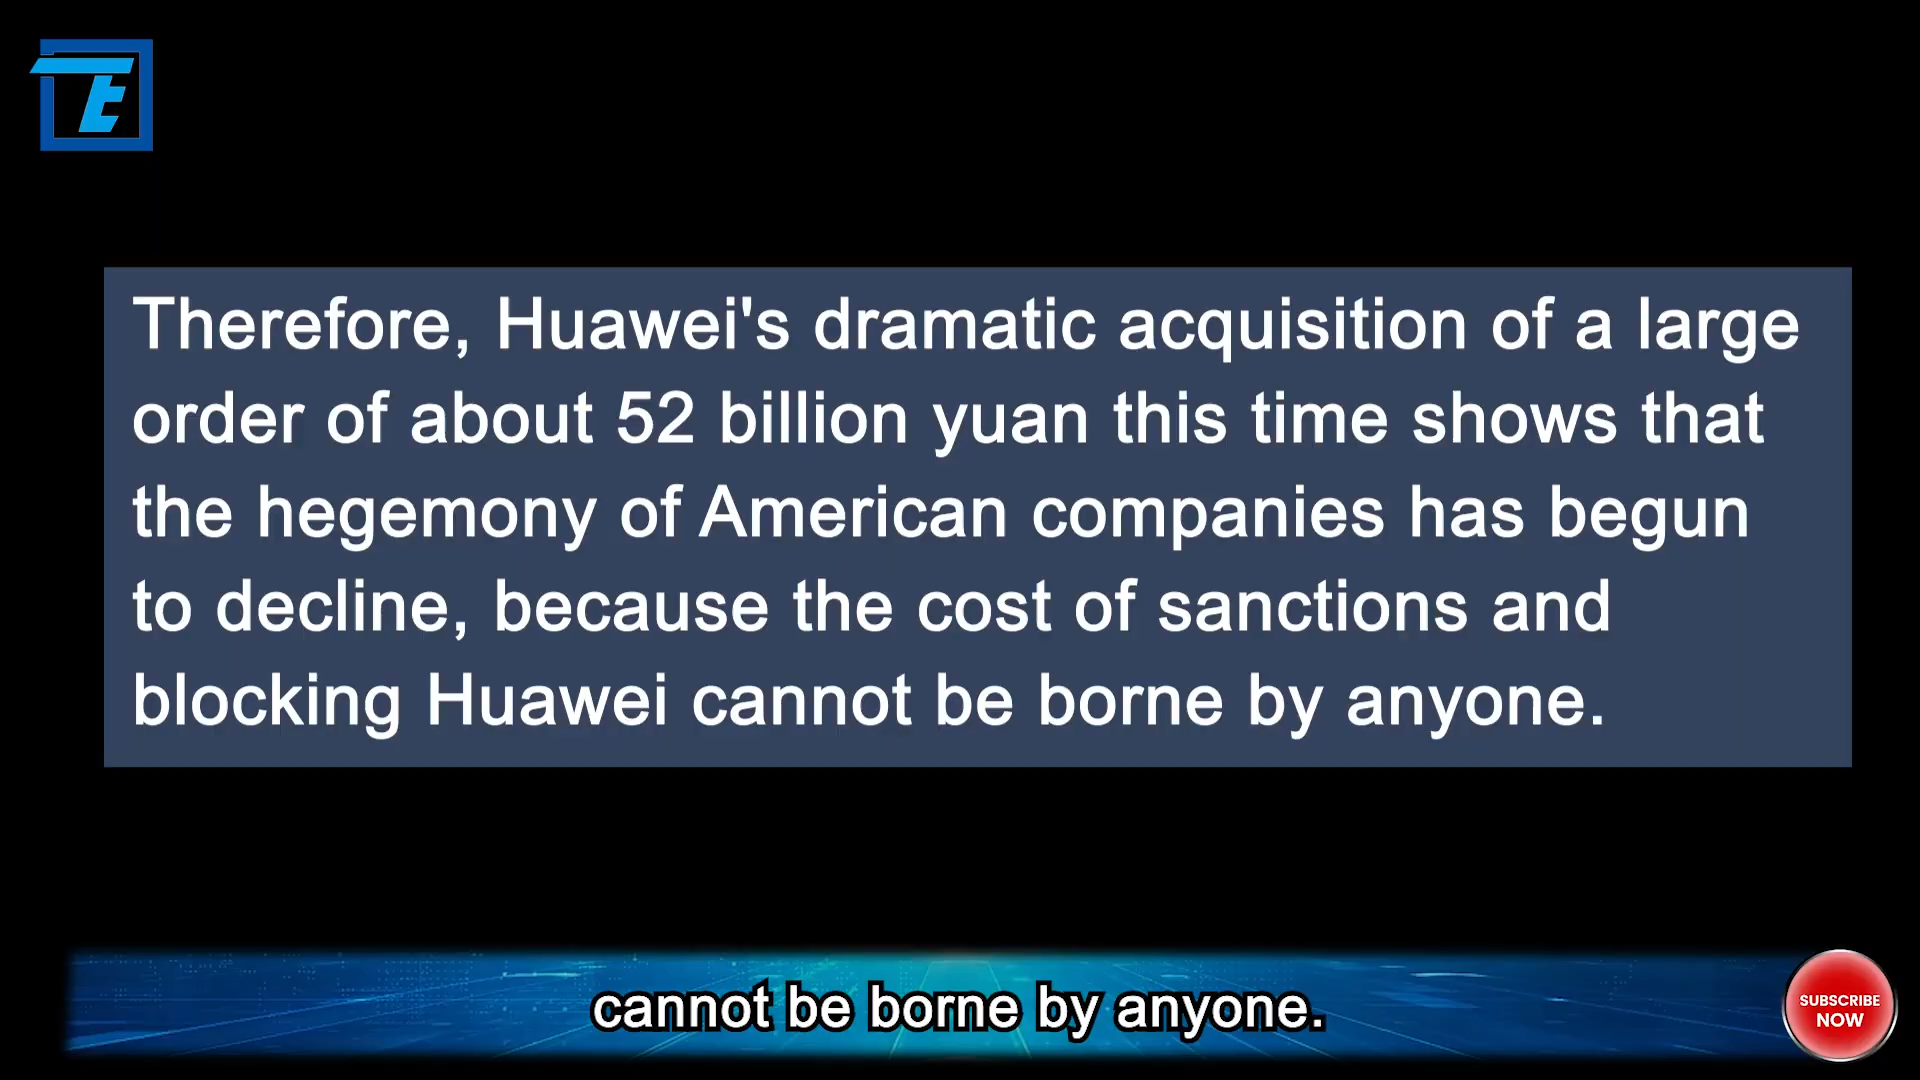 TE
Therefore, Huawei's dramatic acquisition of a large
order of about 52 billion yuan this time shows that
the hegemony of American companies has begun
to decline, because the cost of sanctions and
blocking Huawei cannot be borne by anyone.
cannot be borne by anyone.
SUBSCRIBE
NOW